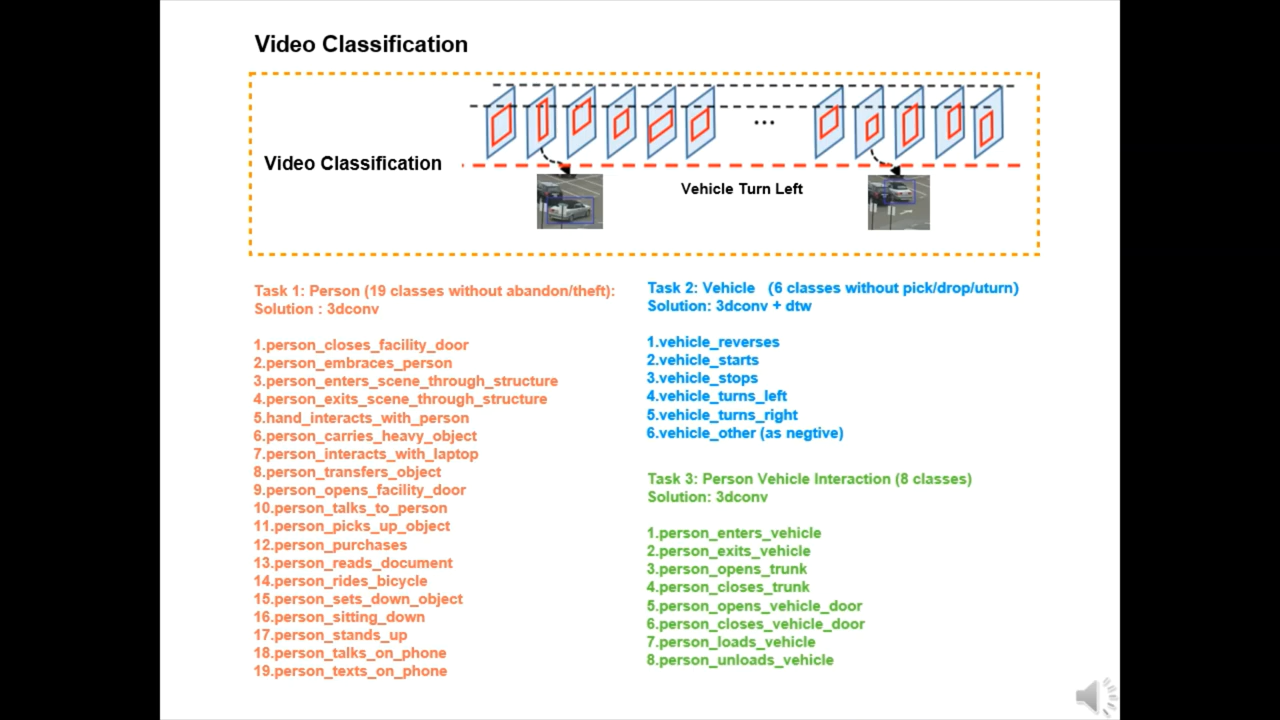 Video Classification
Video Classification
...
Vehicle Turn Left
Task 1: Person (19 classes without abandon/theft):
Solution : 3dconv
1.person_closes_facility_door
2.person_embraces_person
3.person_enters_scene_through_structure
4.person_exits_scene_through_structure
5.hand_interacts_with_person
6.person_carries_heavy_object
7.person_interacts_with_laptop
8.person_transfers_object
9.person_opens_facility_door
10.person_talks_to_person
11.person_picks_up_object
12.person_purchases
13.person_reads_document
14.person_rides_bicycle
15.person_sets_down_object
16.person_sitting_down
17.person_stands_up
18.person_talks_on_phone
19.person_texts_on_phone
Task 2: Vehicle (6 classes without pick/drop/uturn)
Solution: 3dconv + dtw
1.vehicle_reverses
2.vehicle_starts
3.vehicle_stops
4.vehicle_turns_left
5.vehicle_turns_right
6.vehicle_other (as negtive)
Task 3: Person Vehicle Interaction (8 classes)
Solution: 3dconv
1.person_enters_vehicle
2.person_exits_vehicle
3.person_opens_trunk
4.person_closes_trunk
5.person_opens_vehicle_door
6.person_closes_vehicle_door
7.person_loads_vehicle
8.person_unloads_vehicle